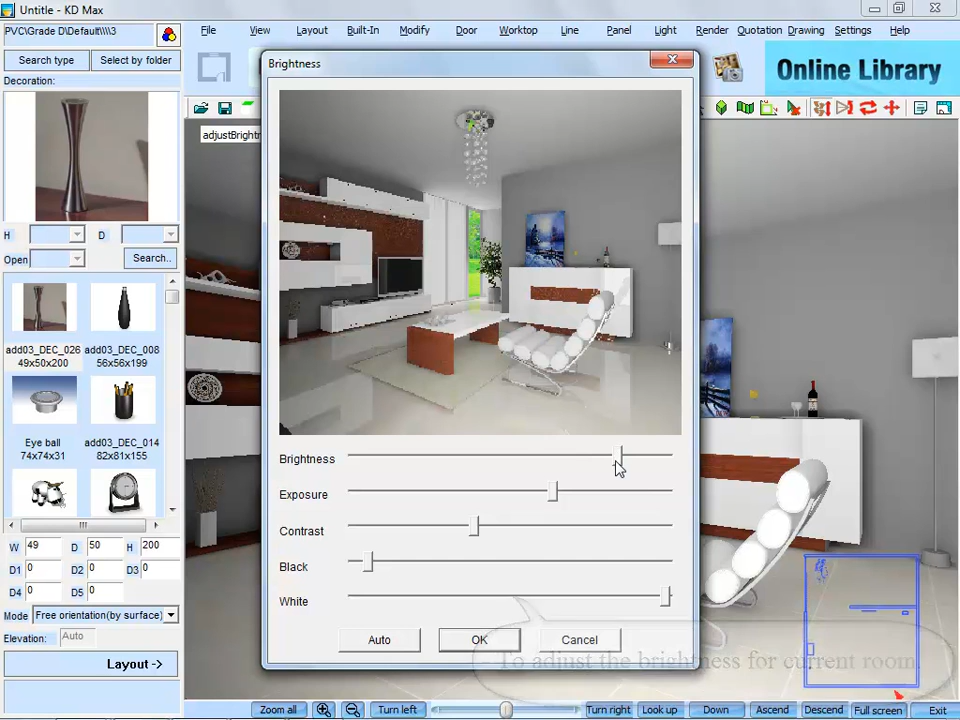 Untitle - KD Max
PVC\Grade D\Default\\\\3
File View Layout Built-In Modify Door Worktop Line Panel Light Render Quotation Drawing Settings Help
Search type Select by folder
Online Library
Decoration:
adjustBrightn
Brightness
H D
Open Search..
add03_DEC_026 add03_DEC_008
49x50x200 56x56x199
Eye ball add03_DEC_014
74x74x31 82x81x155
W 49 D 50 H 200
D1 0 D2 0 D3 0
D4 0 D5 0
Mode Free orientation(by surface)
Elevation: Auto
Layout ->
Brightness
Exposure
Contrast
Black
White
Auto OK Cancel
- To adjust the brightness for current room.
Zoom all Turn left Turn right Look up Down Ascend Descend Full screen Exit